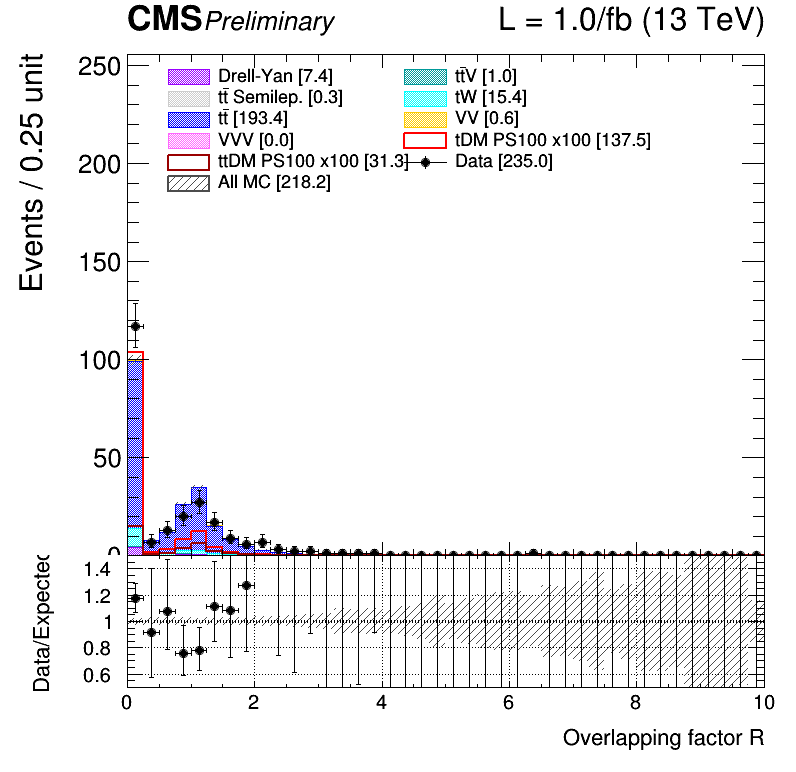 CMS Preliminary L = 1.0/fb (13 TeV)
Events / 0.25 unit
250
200
150
100
50
0
Drell-Yan [7.4] tt̄V [1.0]
tt̄ Semilep. [0.3] tW [15.4]
tt̄ [193.4] VV [0.6]
VVV [0.0] tDM PS100 x100 [137.5]
ttDM PS100 x100 [31.3] Data [235.0]
All MC [218.2]
Data/Expected
1.4
1.2
1
0.8
0.6
0 2 4 6 8 10
Overlapping factor R